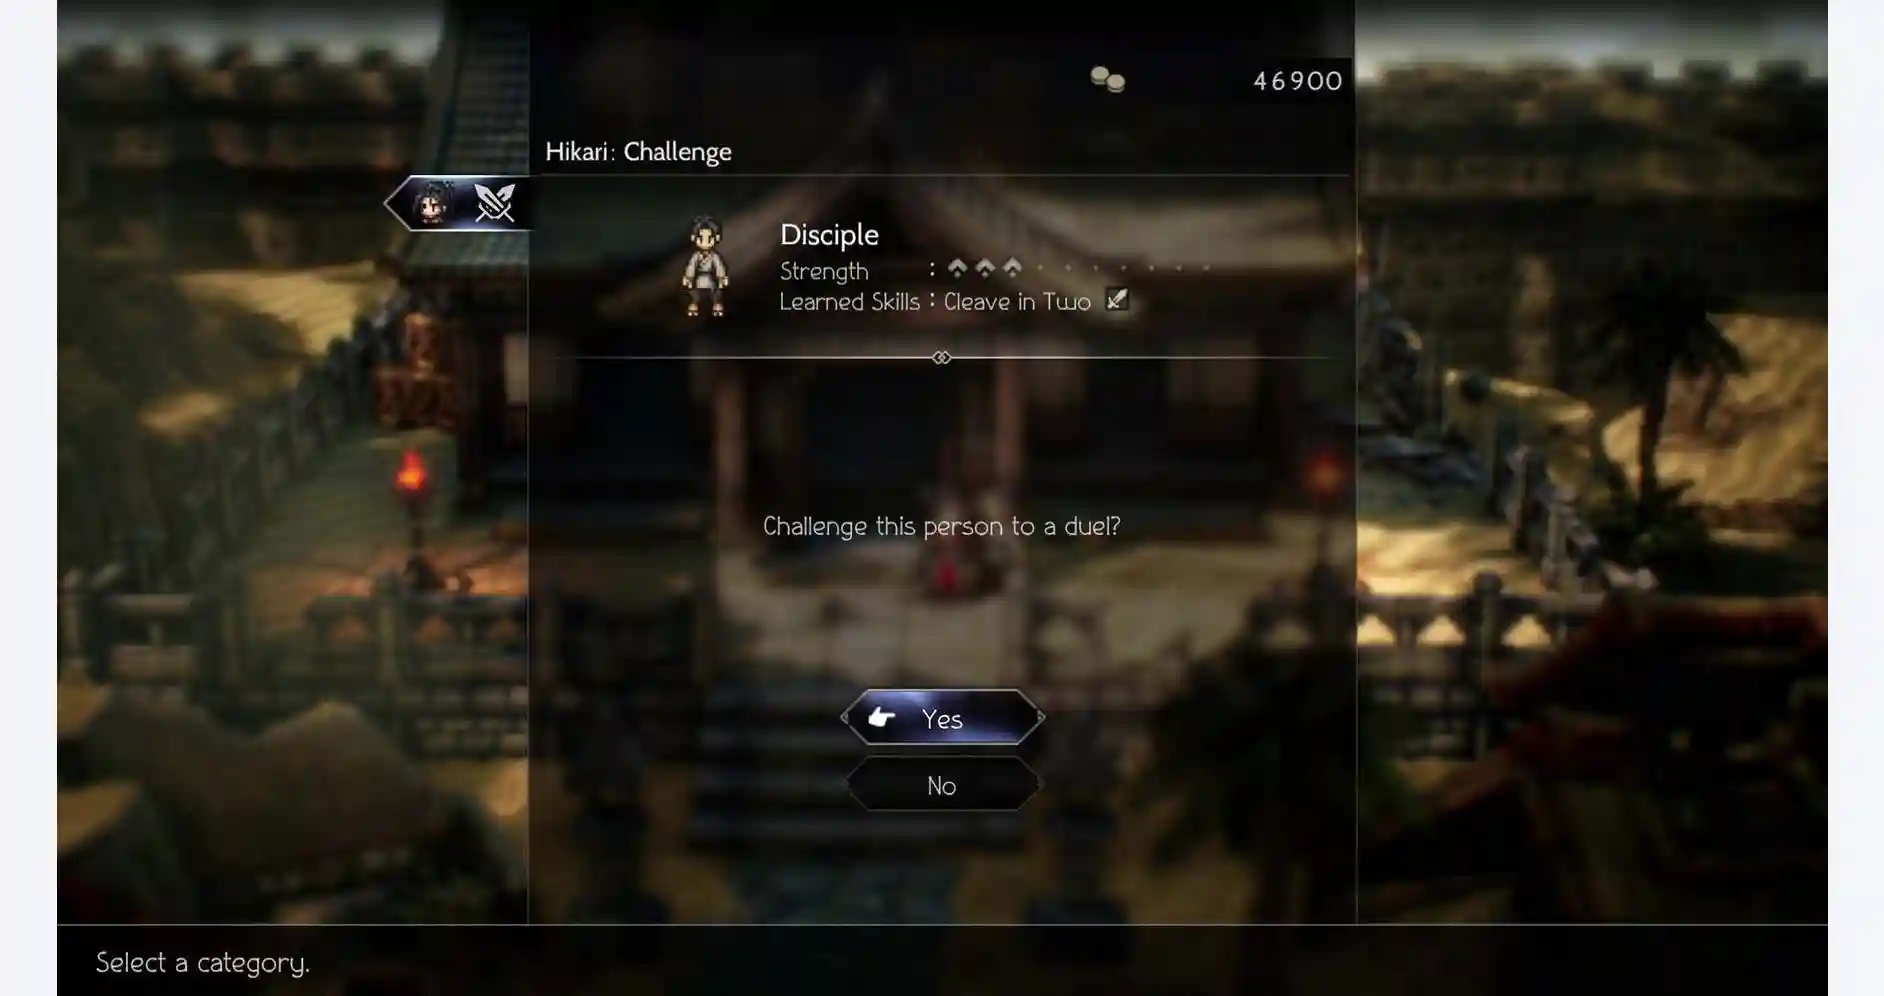 46900
Hikari: Challenge
Disciple
Strength :
Learned Skills : Cleave in Two
Challenge this person to a duel?
Yes
No
Select a category.